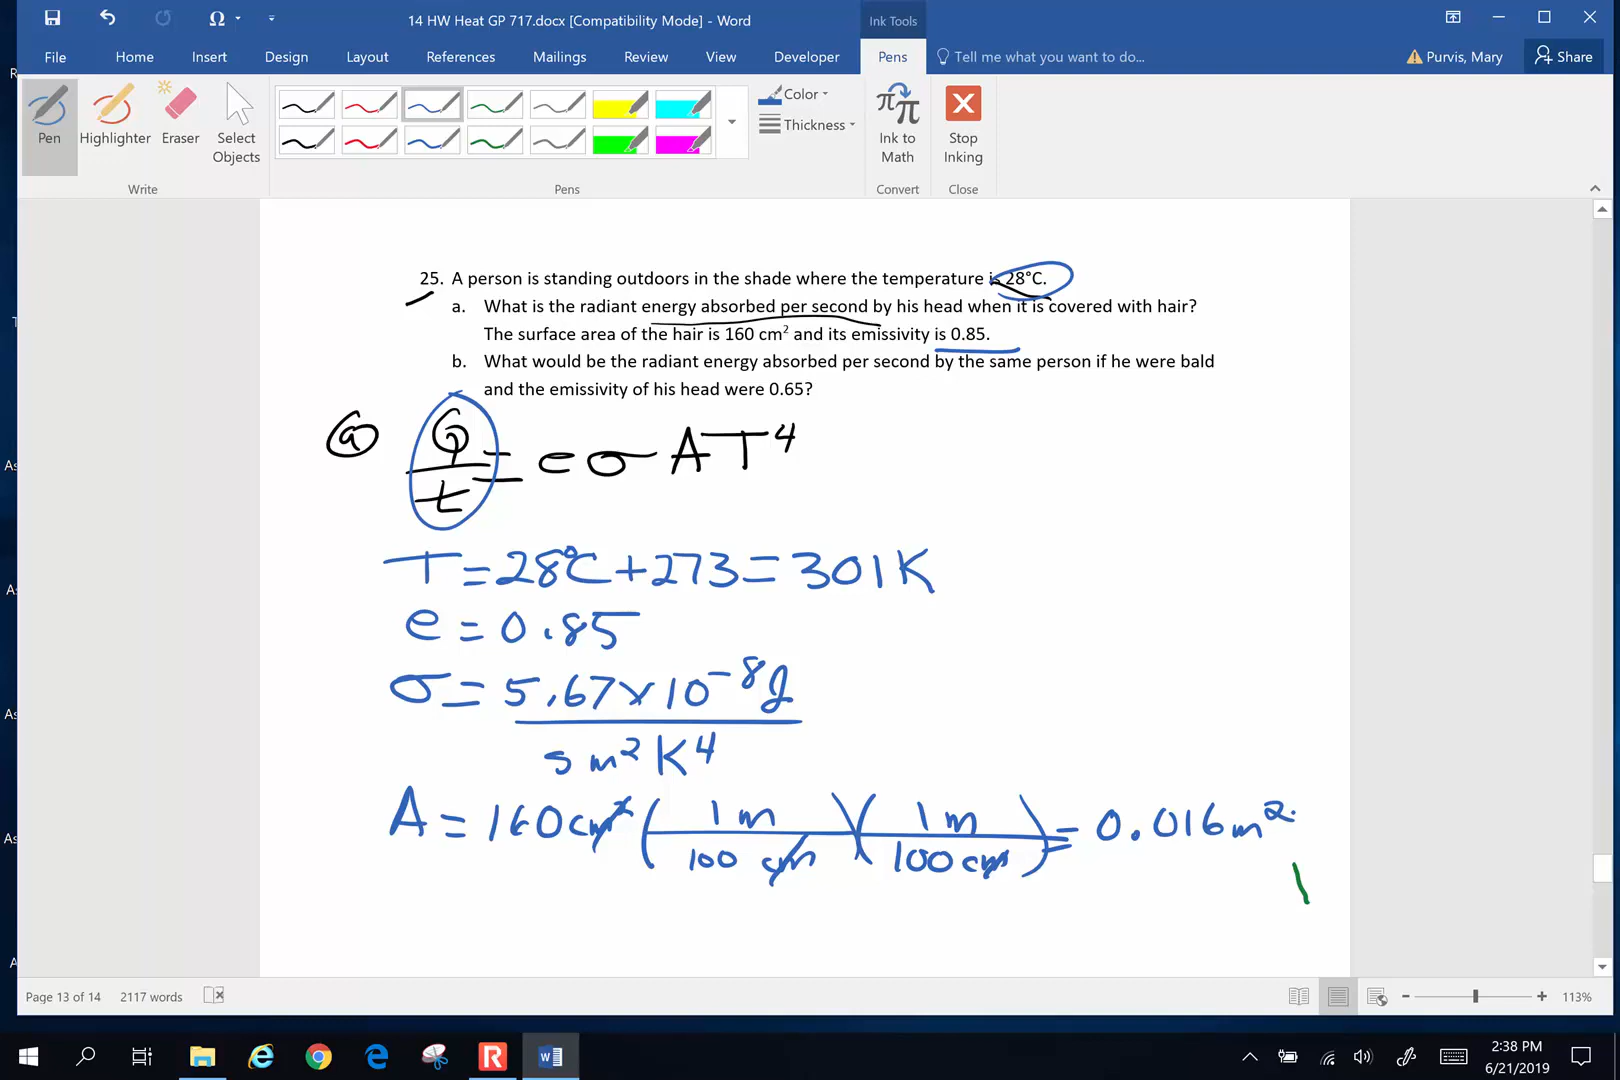 14 HW Heat GP 717.docx [Compatibility Mode] - Word
Ink Tools
File Home Insert Design Layout References Mailings Review View Developer Pens Tell me what you want to do...
Purvis, Mary
Share
Pen
Highlighter
Eraser
Select Objects
Color
Thickness
Ink to Math
Stop Inking
Write
Pens
Convert
Close
25. A person is standing outdoors in the shade where the temperature is 28°C.
a. What is the radiant energy absorbed per second by his head when it is covered with hair?
The surface area of the hair is 160 cm² and its emissivity is 0.85.
b. What would be the radiant energy absorbed per second by the same person if he were bald
and the emissivity of his head were 0.65?
(a) Q/t = eσAT⁴
T = 28°C + 273 = 301K
e = 0.85
σ = 5.67 x 10⁻⁸ J
s m² K⁴
A = 160 cm² (1 m / 100 cm)(1 m / 100 cm) = 0.016 m²
Page 13 of 14 2117 words
113%
2:38 PM
6/21/2019